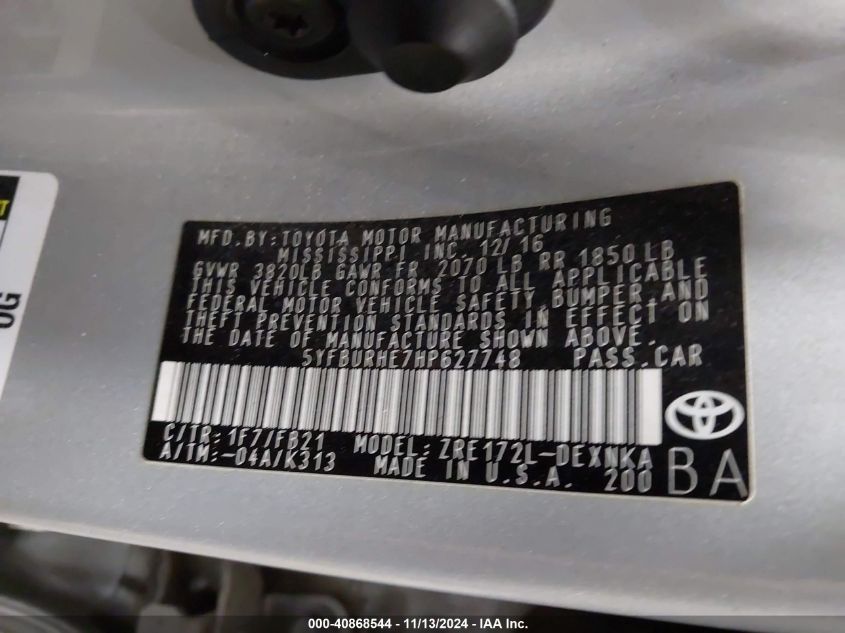 MFD. BY: TOYOTA MOTOR MANUFACTURING
MISSISSIPPI INC 12/16
GVWR 3820LB GAWR FR 2070 LB RR 1850 LB
THIS VEHICLE CONFORMS TO ALL APPLICABLE
FEDERAL MOTOR VEHICLE SAFETY, BUMPER, AND
THEFT PREVENTION STANDARDS IN EFFECT ON
THE DATE OF MANUFACTURE SHOWN ABOVE.
5YFBURHE7HP627748 PASS. CAR
C/TR: 1F7/FB21 MODEL: ZRE172L-DEXNKA
A/TM: -04A/K313 MADE IN U.S.A. 200 BA
OG
000-40868544 - 11/13/2024 - IAA Inc.